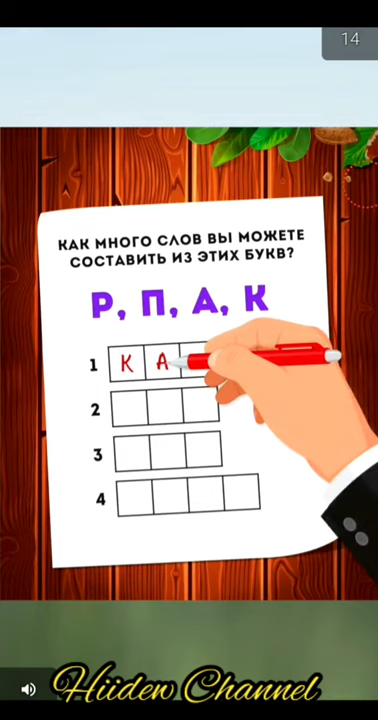 14
КАК МНОГО СЛОВ ВЫ МОЖЕТЕ
СОСТАВИТЬ ИЗ ЭТИХ БУКВ?
Р, П, А, К
1 К А
2
3
4
Hiidew Channel